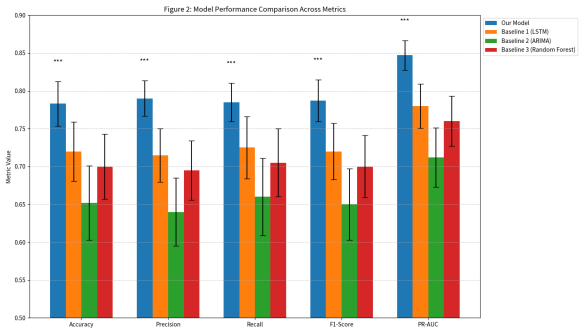 Figure 2: Model Performance Comparison Across Metrics
Our Model
Baseline 1 (LSTM)
Baseline 2 (ARIMA)
Baseline 3 (Random Forest)
Metric Value
0.90
0.85
0.80
0.75
0.70
0.65
0.60
0.55
0.50
***
***
***
***
***
Accuracy
Precision
Recall
F1-Score
PR-AUC